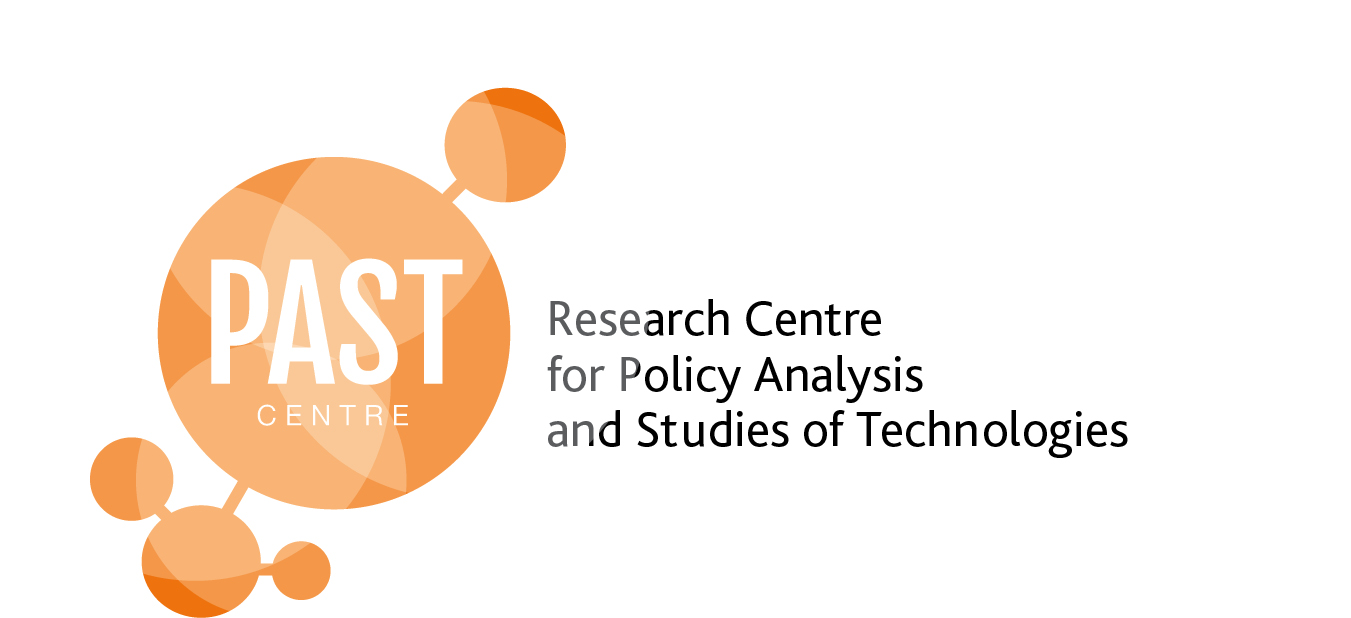 PAST
CENTRE
Research Centre
for Policy Analysis
and Studies of Technologies